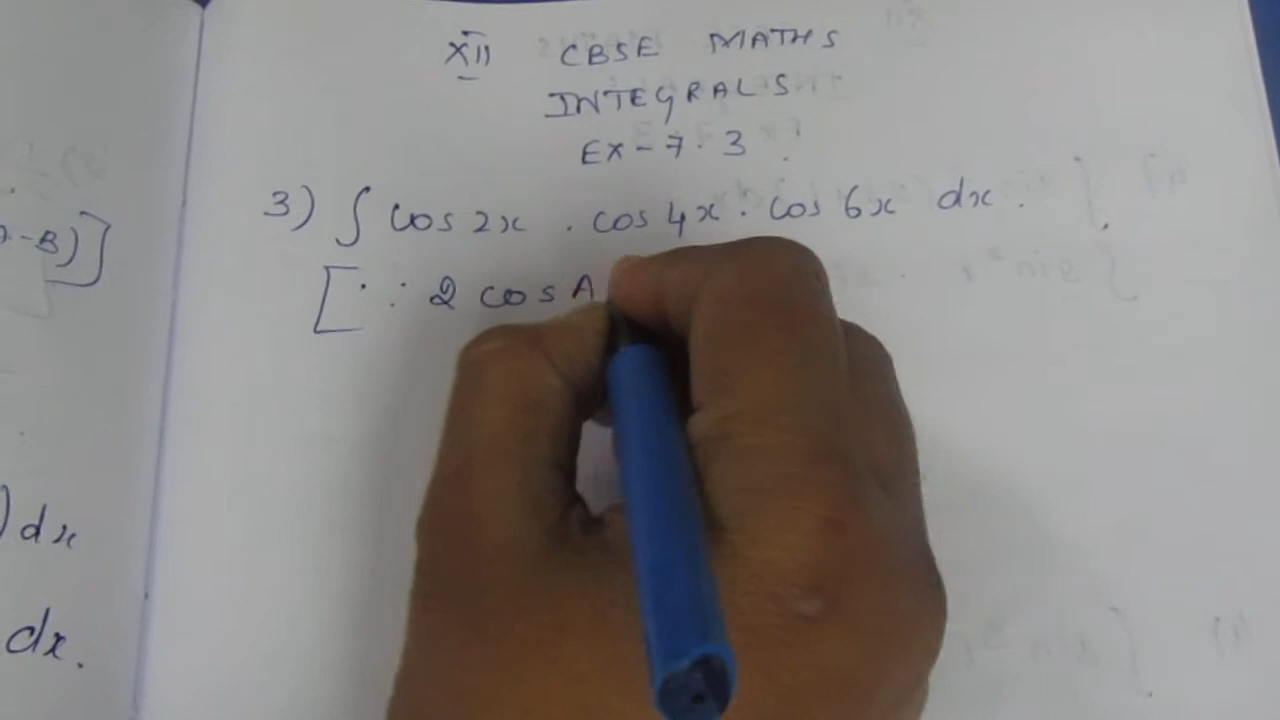 XII CBSE MATHS
INTEGRALS
EX - 7.3
3) ∫ cos 2x . cos 4x . cos 6x dx .
[∵ 2 cos A
-B)]
) dx
dx.